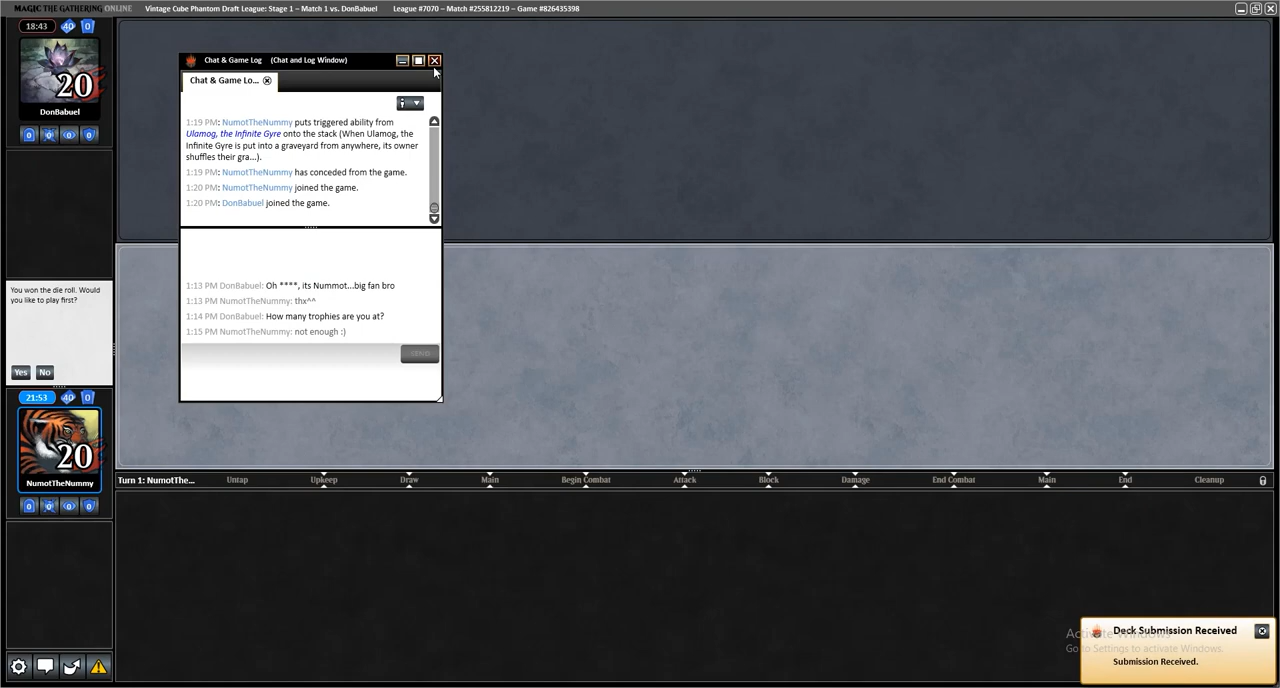 MAGIC THE GATHERING ONLINE Vintage Cube Phantom Draft League: Stage 1 – Match 1 vs. DonBabuel League #7070 – Match #255812219 – Game #826435398
18:43 40 0
20
DonBabuel
0 0 0 0
Chat & Game Log (Chat and Log Window)
Chat & Game Lo...
1:19 PM: NumotTheNummy puts triggered ability from
Ulamog, the Infinite Gyre onto the stack (When Ulamog, the
Infinite Gyre is put into a graveyard from anywhere, its owner
shuffles their gra...).
1:19 PM: NumotTheNummy has conceded from the game.
1:20 PM: NumotTheNummy joined the game.
1:20 PM: DonBabuel joined the game.
1:13 PM DonBabuel: Oh ****, its Nummot...big fan bro
1:13 PM NumotTheNummy: thx^^
1:14 PM DonBabuel: How many trophies are you at?
1:15 PM NumotTheNummy: not enough :)
SEND
You won the die roll. Would
you like to play first?
Yes No
21:53 40 0
20
NumotTheNummy
0 0 0 0
Turn 1: NumotThe... Untap Upkeep Draw Main Begin Combat Attack Block Damage End Combat Main End Cleanup
Deck Submission Received
Activate Windows
Go to Settings to activate Windows.
Submission Received.